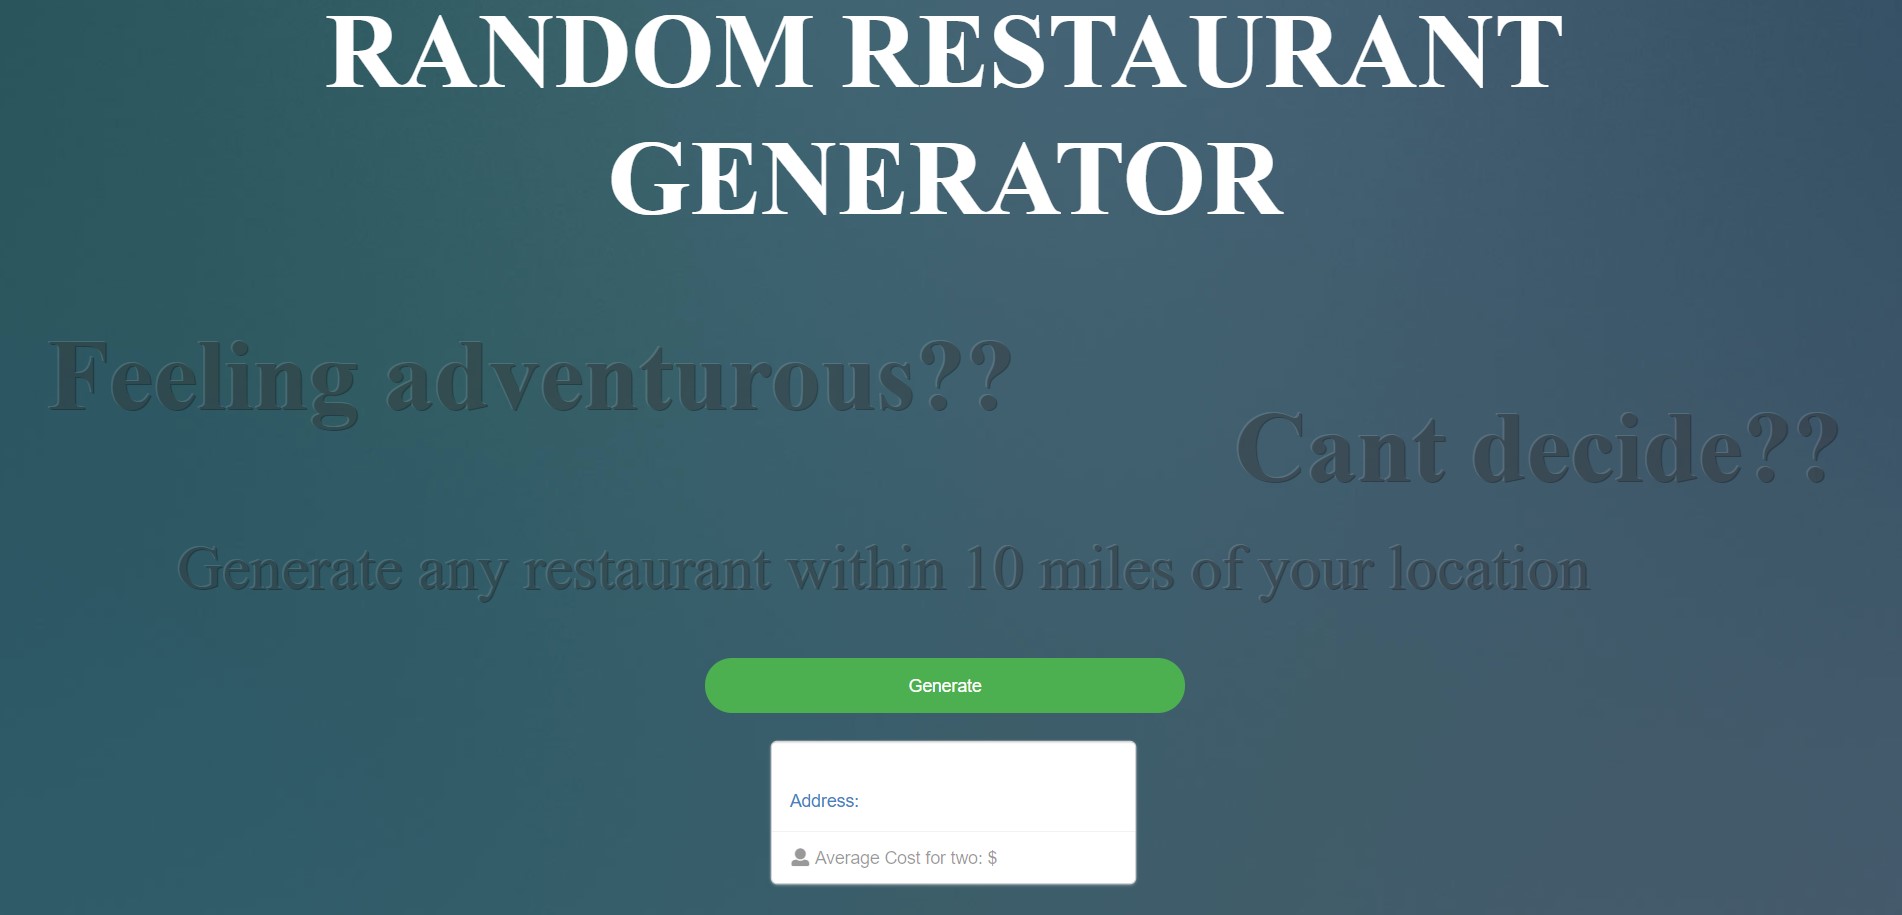 RANDOM RESTAURANT
GENERATOR
Feeling adventurous??
Cant decide??
Generate any restaurant within 10 miles of your location
Generate
Address:
Average Cost for two: $